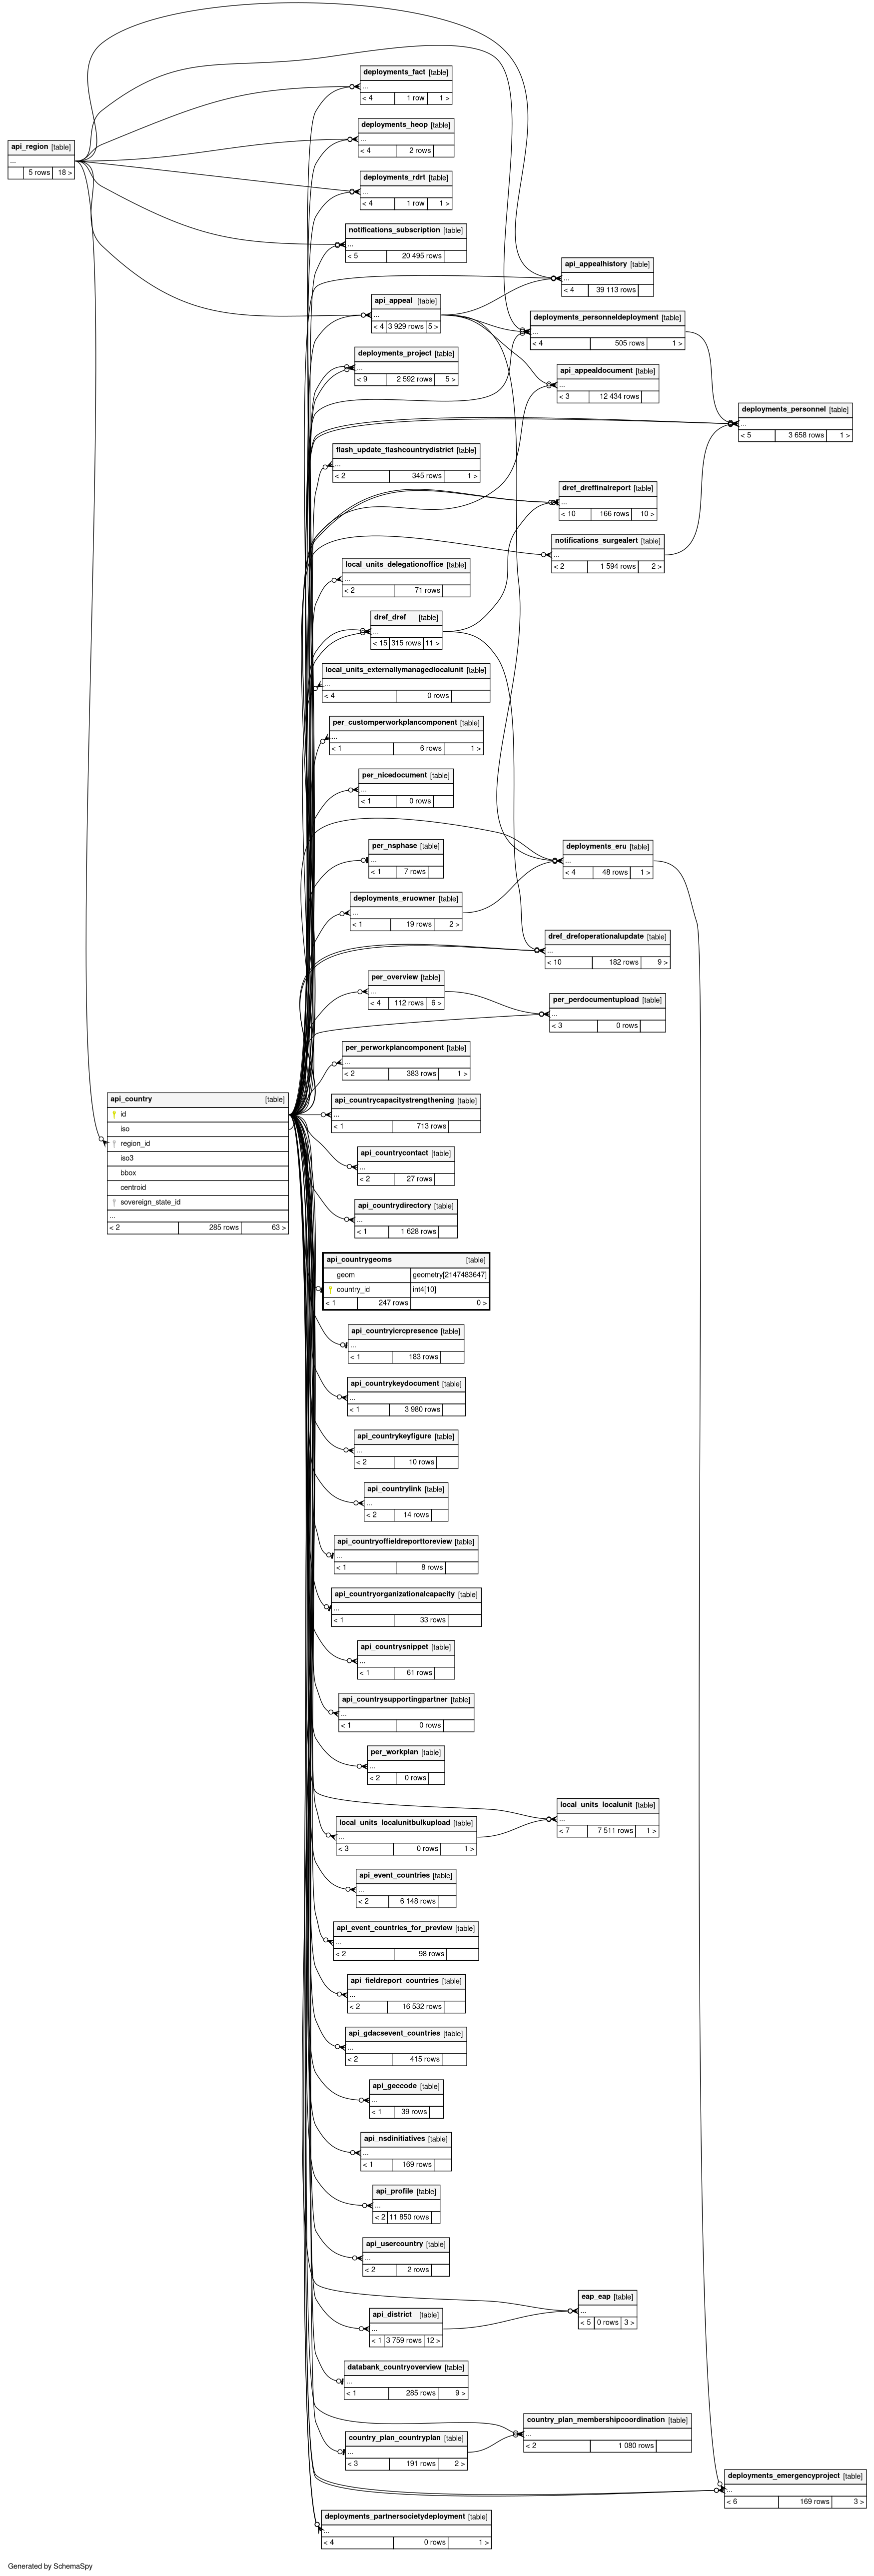 deployments_fact [table]
...
< 4 1 row 1 >
deployments_heop [table]
...
< 4 2 rows
api_region [table]
...
5 rows 18 >
deployments_rdrt [table]
...
< 4 1 row 1 >
notifications_subscription [table]
...
< 5 20 495 rows
api_appealhistory [table]
...
< 4 39 113 rows
api_appeal [table]
...
< 4 3 929 rows 5 >
deployments_personneldeployment [table]
...
< 4 505 rows 1 >
deployments_project [table]
...
< 9 2 592 rows 5 >
api_appealdocument [table]
...
< 3 12 434 rows
deployments_personnel [table]
...
< 5 3 658 rows 1 >
flash_update_flashcountrydistrict [table]
...
< 2 345 rows 1 >
dref_dreffinalreport [table]
...
< 10 166 rows 10 >
notifications_surgealert [table]
...
< 2 1 594 rows 2 >
local_units_delegationoffice [table]
...
< 2 71 rows
dref_dref [table]
...
< 15 315 rows 11 >
local_units_externallymanagedlocalunit [table]
...
< 4 0 rows
per_customperworkplancomponent [table]
...
< 1 6 rows 1 >
per_nicedocument [table]
...
< 1 0 rows
per_nsphase [table]
...
< 1 7 rows
deployments_eru [table]
...
< 4 48 rows 1 >
deployments_eruowner [table]
...
< 1 19 rows 2 >
dref_drefoperationalupdate [table]
...
< 10 182 rows 9 >
per_overview [table]
...
< 4 112 rows 6 >
per_perdocumentupload [table]
...
< 3 0 rows
per_perworkplancomponent [table]
...
< 2 383 rows 1 >
api_country [table]
id
iso
region_id
iso3
bbox
centroid
sovereign_state_id
...
< 2 285 rows 63 >
api_countrycapacitystrengthening [table]
...
< 1 713 rows
api_countrycontact [table]
...
< 2 27 rows
api_countrydirectory [table]
...
< 1 1 628 rows
api_countrygeoms [table]
geom geometry[2147483647]
country_id int4[10]
< 1 247 rows 0 >
api_countryicrcpresence [table]
...
< 1 183 rows
api_countrykeydocument [table]
...
< 1 3 980 rows
api_countrykeyfigure [table]
...
< 2 10 rows
api_countrylink [table]
...
< 2 14 rows
api_countryoffieldreporttoreview [table]
...
< 1 8 rows
api_countryorganizationalcapacity [table]
...
< 1 33 rows
api_countrysnippet [table]
...
< 1 61 rows
api_countrysupportingpartner [table]
...
< 1 0 rows
per_workplan [table]
...
< 2 0 rows
local_units_localunit [table]
...
< 7 7 511 rows 1 >
local_units_localunitbulkupload [table]
...
< 3 0 rows 1 >
api_event_countries [table]
...
< 2 6 148 rows
api_event_countries_for_preview [table]
...
< 2 98 rows
api_fieldreport_countries [table]
...
< 2 16 532 rows
api_gdacsevent_countries [table]
...
< 2 415 rows
api_geccode [table]
...
< 1 39 rows
api_nsdinitiatives [table]
...
< 1 169 rows
api_profile [table]
...
< 2 11 850 rows
api_usercountry [table]
...
< 2 2 rows
eap_eap [table]
...
< 5 0 rows 3 >
api_district [table]
...
< 1 3 759 rows 12 >
databank_countryoverview [table]
...
< 1 285 rows 9 >
country_plan_membershipcoordination [table]
...
< 2 1 080 rows
country_plan_countryplan [table]
...
< 3 191 rows 2 >
deployments_emergencyproject [table]
...
< 6 169 rows 3 >
deployments_partnersocietydeployment [table]
...
< 4 0 rows 1 >
Generated by SchemaSpy